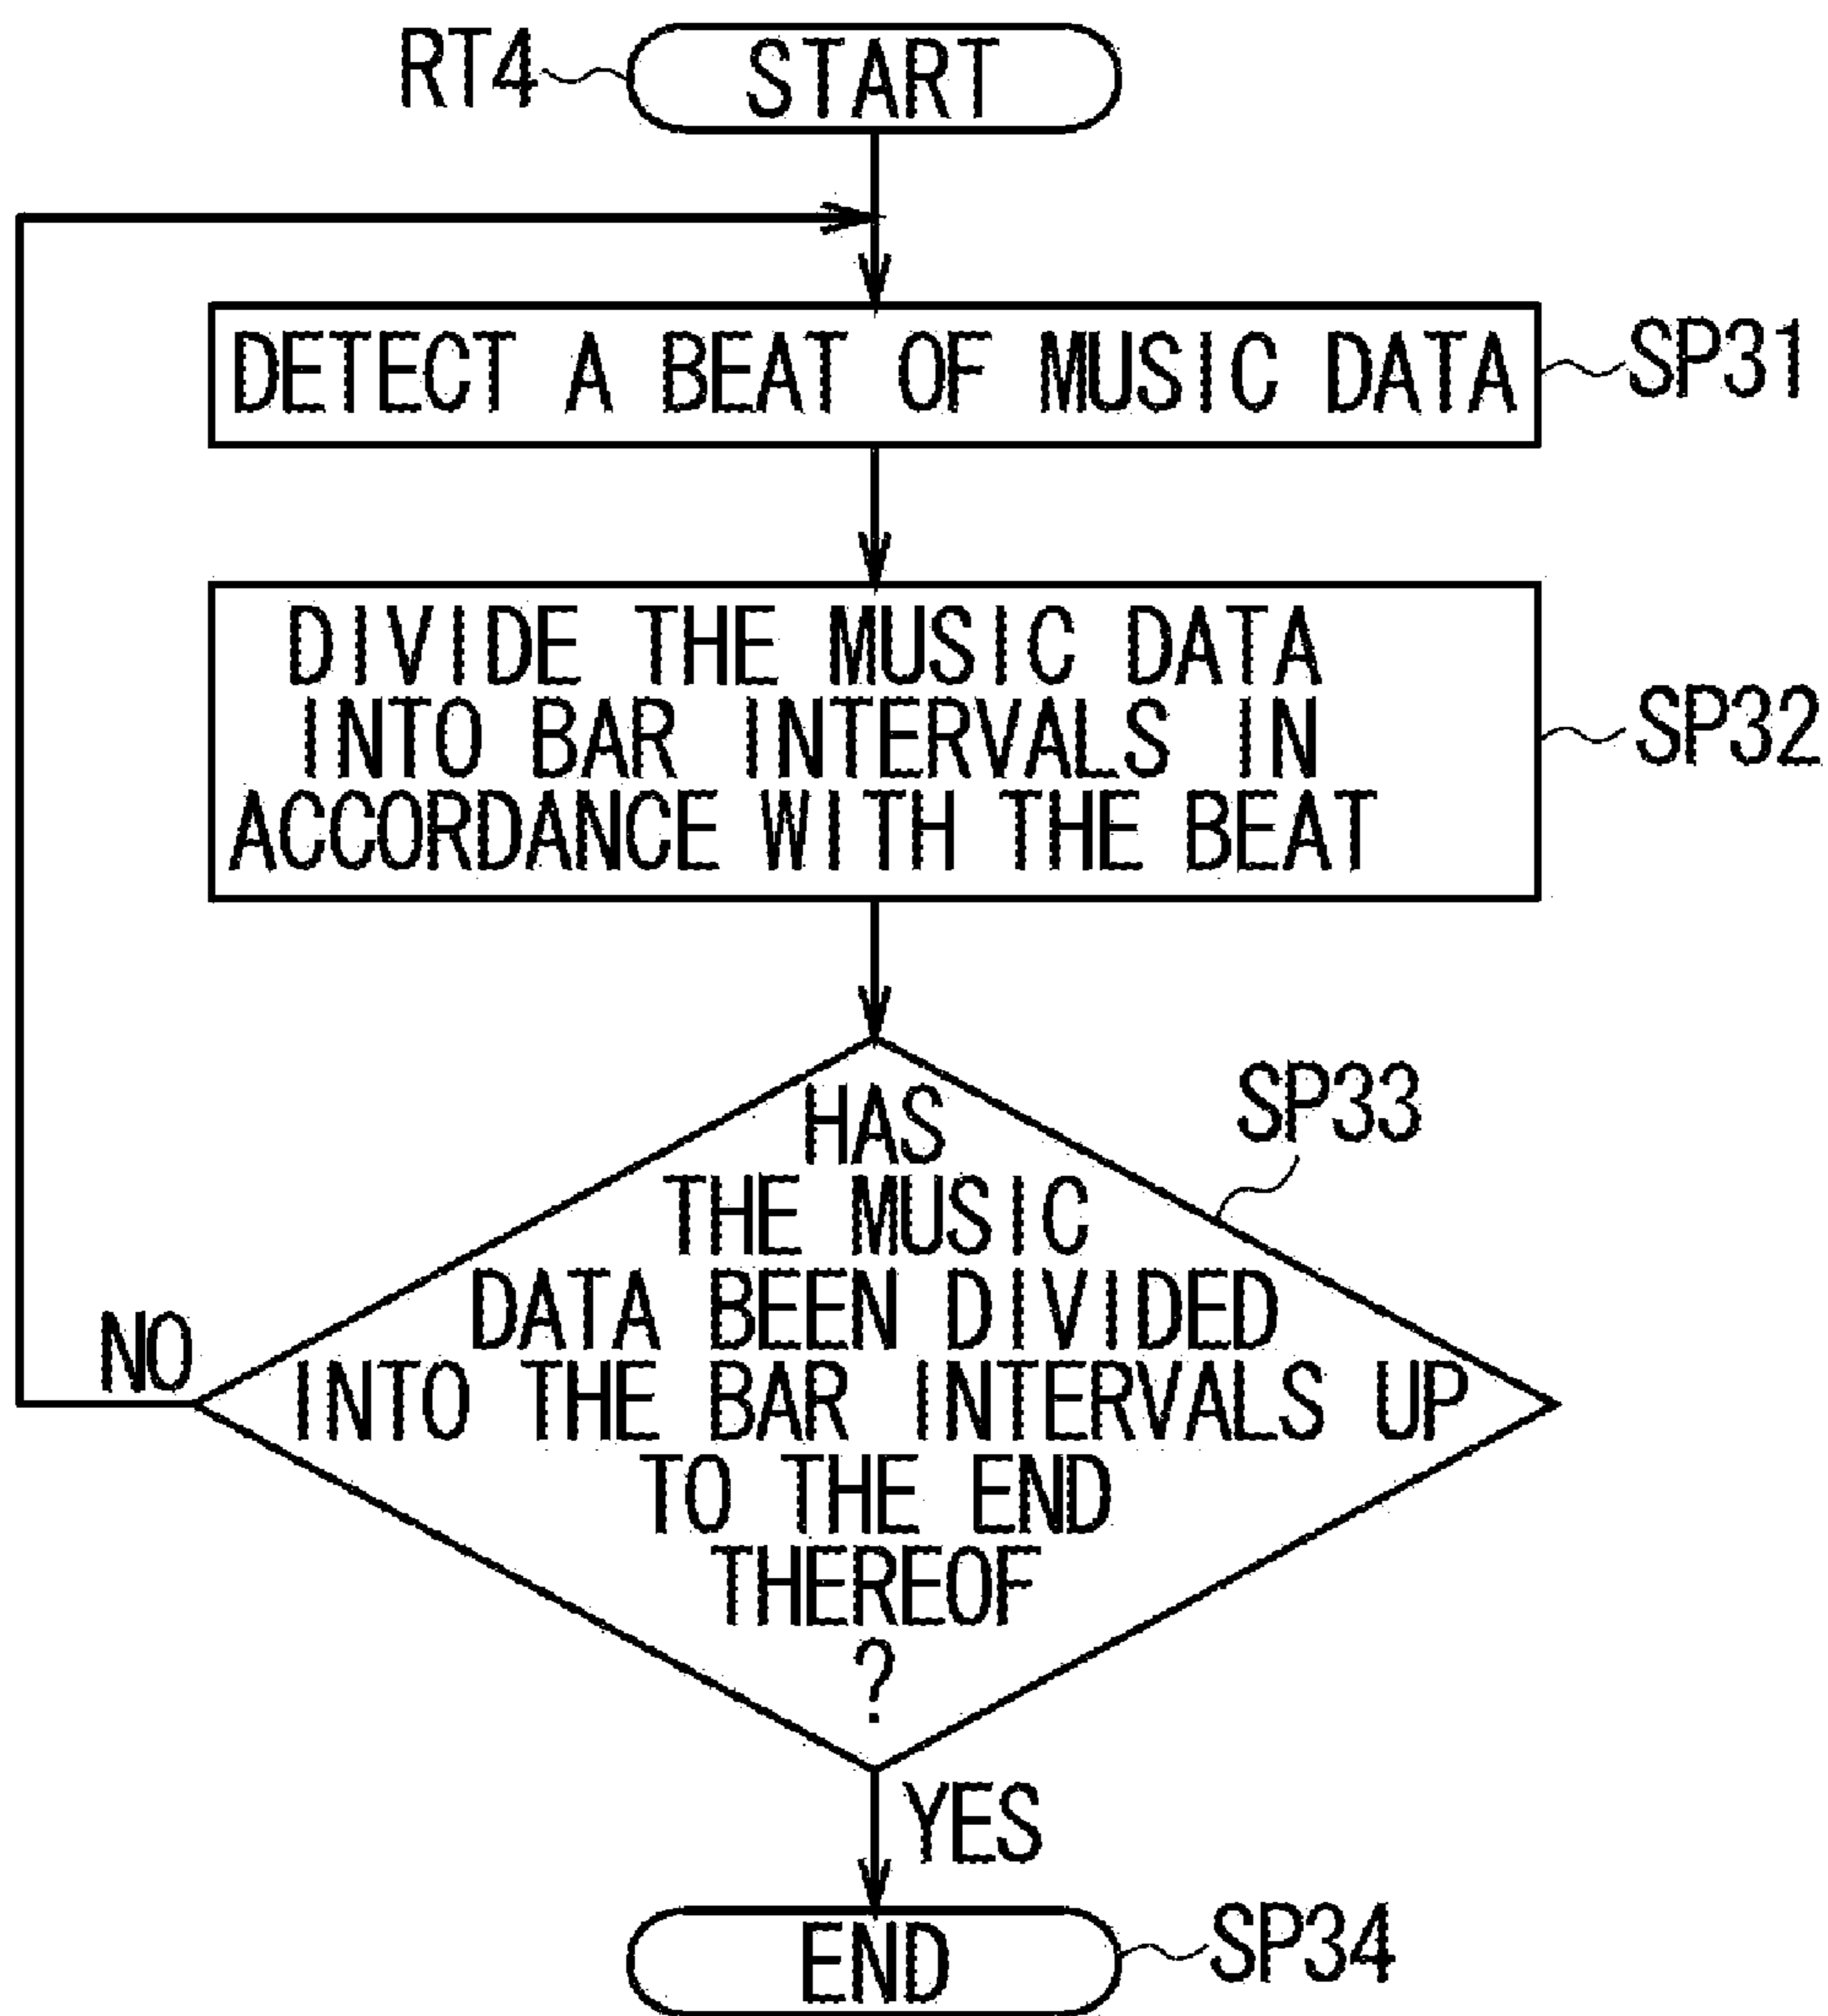 RT4
START
DETECT A BEAT OF MUSIC DATA
SP31
DIVIDE THE MUSIC DATA
INTO BAR INTERVALS IN
ACCORDANCE WITH THE BEAT
SP32
HAS
THE MUSIC
DATA BEEN DIVIDED
INTO THE BAR INTERVALS UP
TO THE END
THEREOF
?
SP33
NO
YES
END
SP34